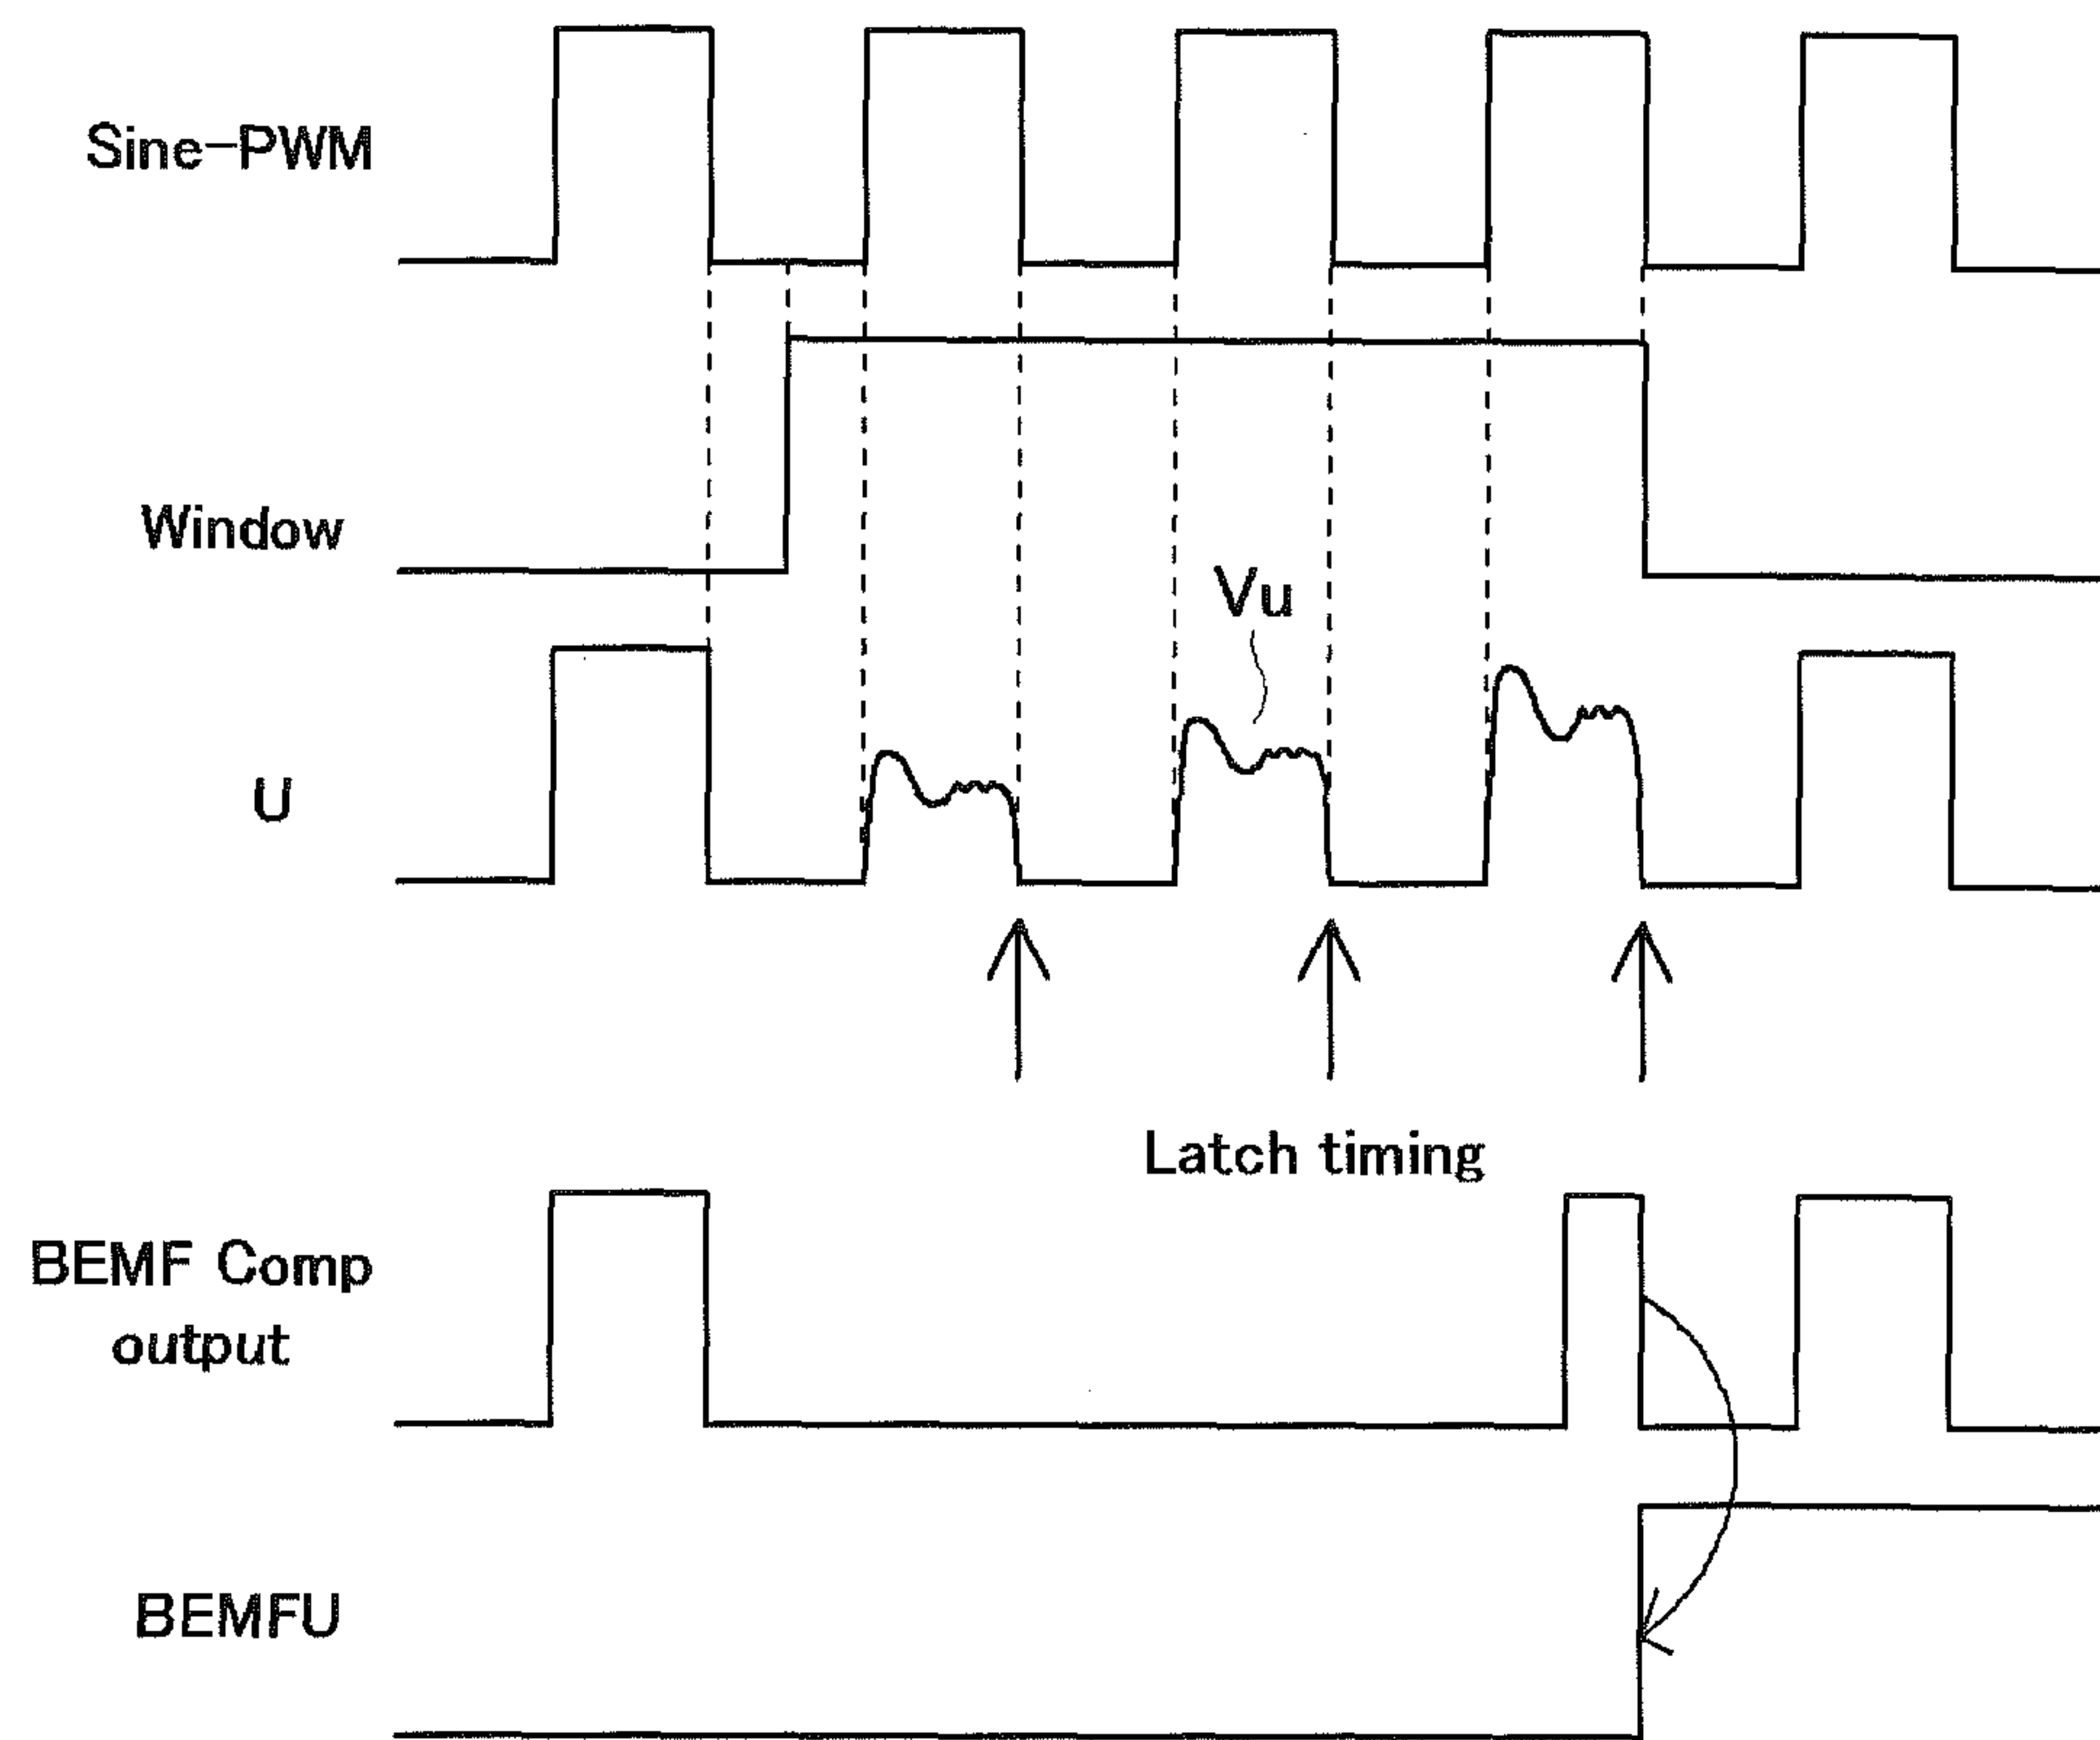 Sine-PWM
Window
Vu
U
Latch timing
BEMF Comp
output
BEMFU